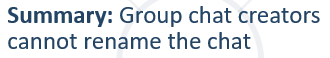 Summary: Group chat creators
cannot rename the chat